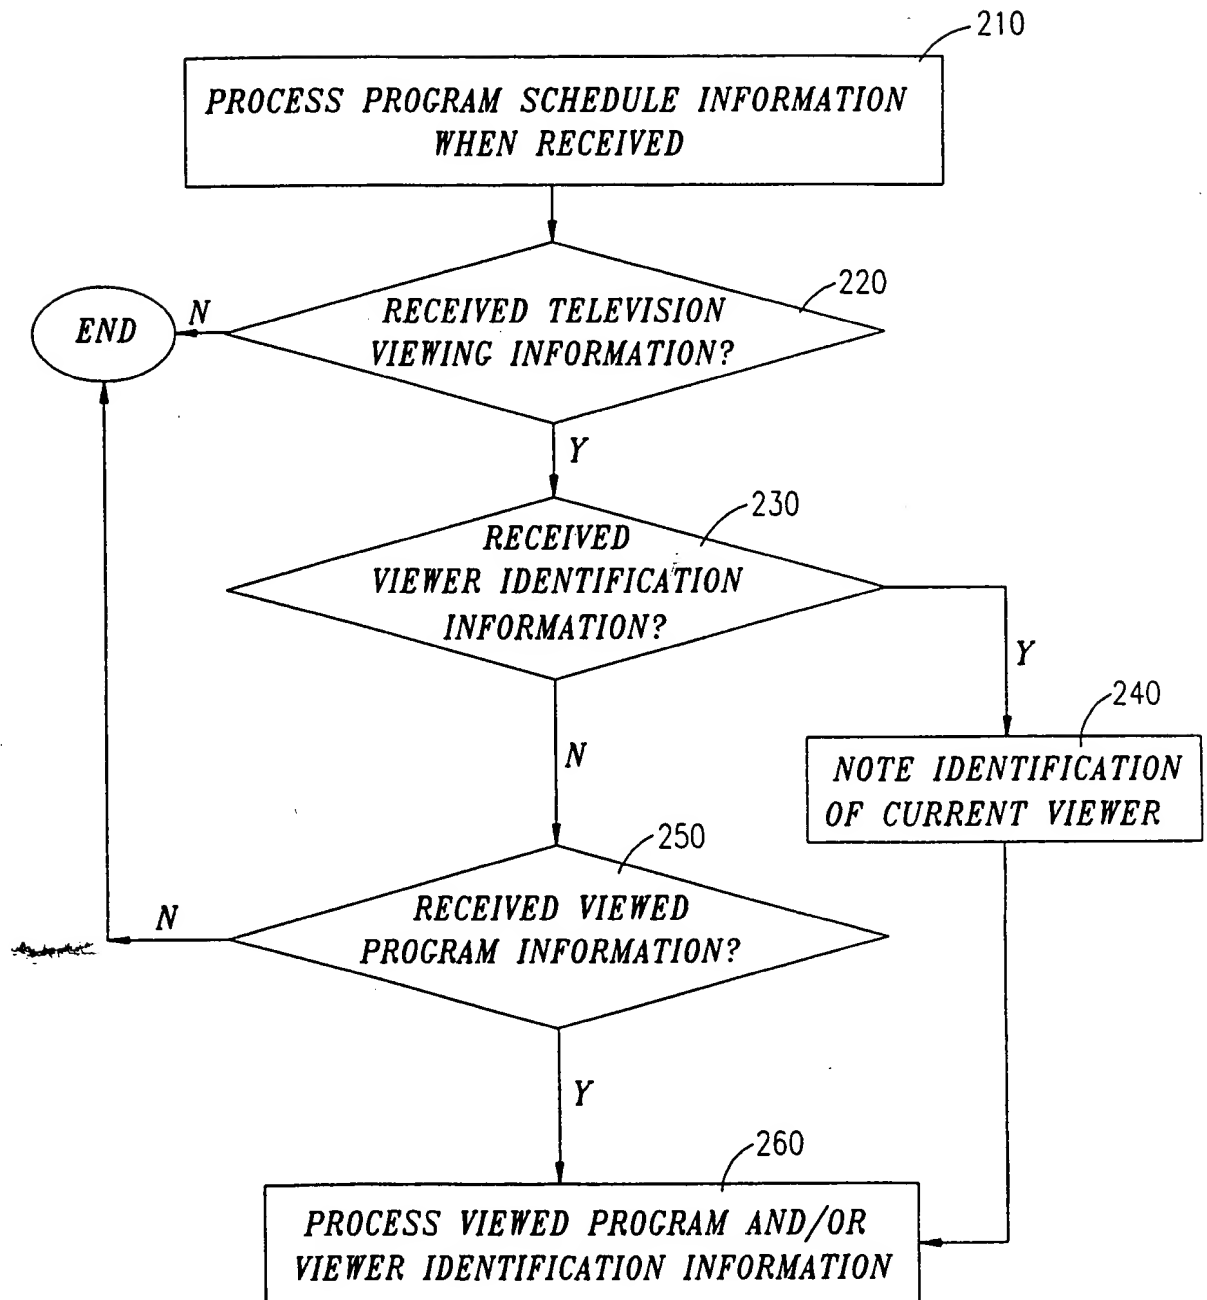 210
PROCESS PROGRAM SCHEDULE INFORMATION
WHEN RECEIVED
220
RECEIVED TELEVISION
VIEWING INFORMATION?
N
END
Y
230
RECEIVED
VIEWER IDENTIFICATION
INFORMATION?
Y
240
NOTE IDENTIFICATION
OF CURRENT VIEWER
N
250
RECEIVED VIEWED
PROGRAM INFORMATION?
N
Y
260
PROCESS VIEWED PROGRAM AND/OR
VIEWER IDENTIFICATION INFORMATION